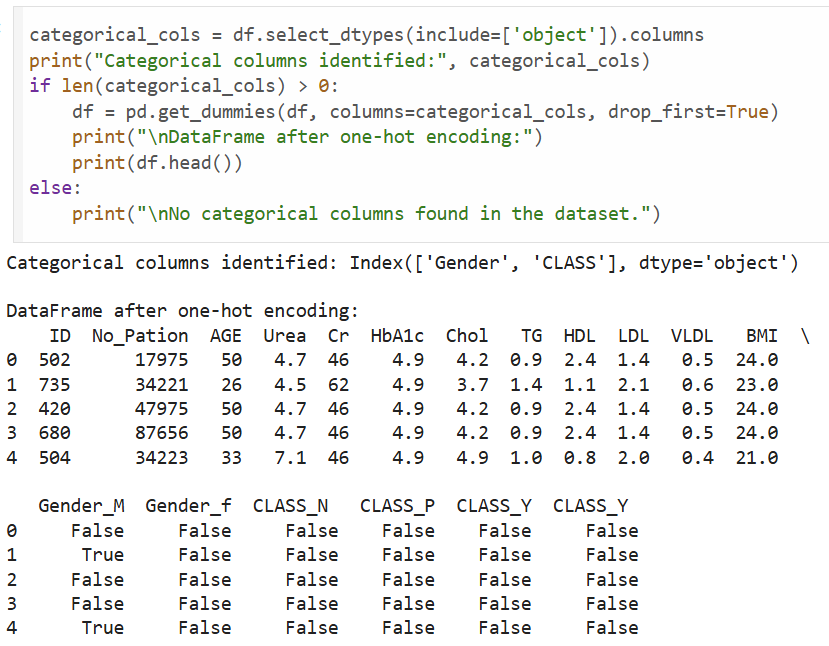 categorical_cols = df.select_dtypes(include=['object']).columns
print("Categorical columns identified:", categorical_cols)
if len(categorical_cols) > 0:
    df = pd.get_dummies(df, columns=categorical_cols, drop_first=True)
    print("\nDataFrame after one-hot encoding:")
    print(df.head())
else:
    print("\nNo categorical columns found in the dataset.")
Categorical columns identified: Index(['Gender', 'CLASS'], dtype='object')
DataFrame after one-hot encoding:
    ID  No_Pation  AGE  Urea  Cr  HbA1c  Chol   TG  HDL  LDL  VLDL   BMI  \
0  502      17975   50   4.7  46    4.9   4.2  0.9  2.4  1.4   0.5  24.0
1  735      34221   26   4.5  62    4.9   3.7  1.4  1.1  2.1   0.6  23.0
2  420      47975   50   4.7  46    4.9   4.2  0.9  2.4  1.4   0.5  24.0
3  680      87656   50   4.7  46    4.9   4.2  0.9  2.4  1.4   0.5  24.0
4  504      34223   33   7.1  46    4.9   4.9  1.0  0.8  2.0   0.4  21.0
   Gender_M  Gender_f  CLASS_N   CLASS_P  CLASS_Y  CLASS_Y
0     False     False     False    False    False     False
1      True     False     False    False    False     False
2     False     False     False    False    False     False
3     False     False     False    False    False     False
4      True     False     False    False    False     False